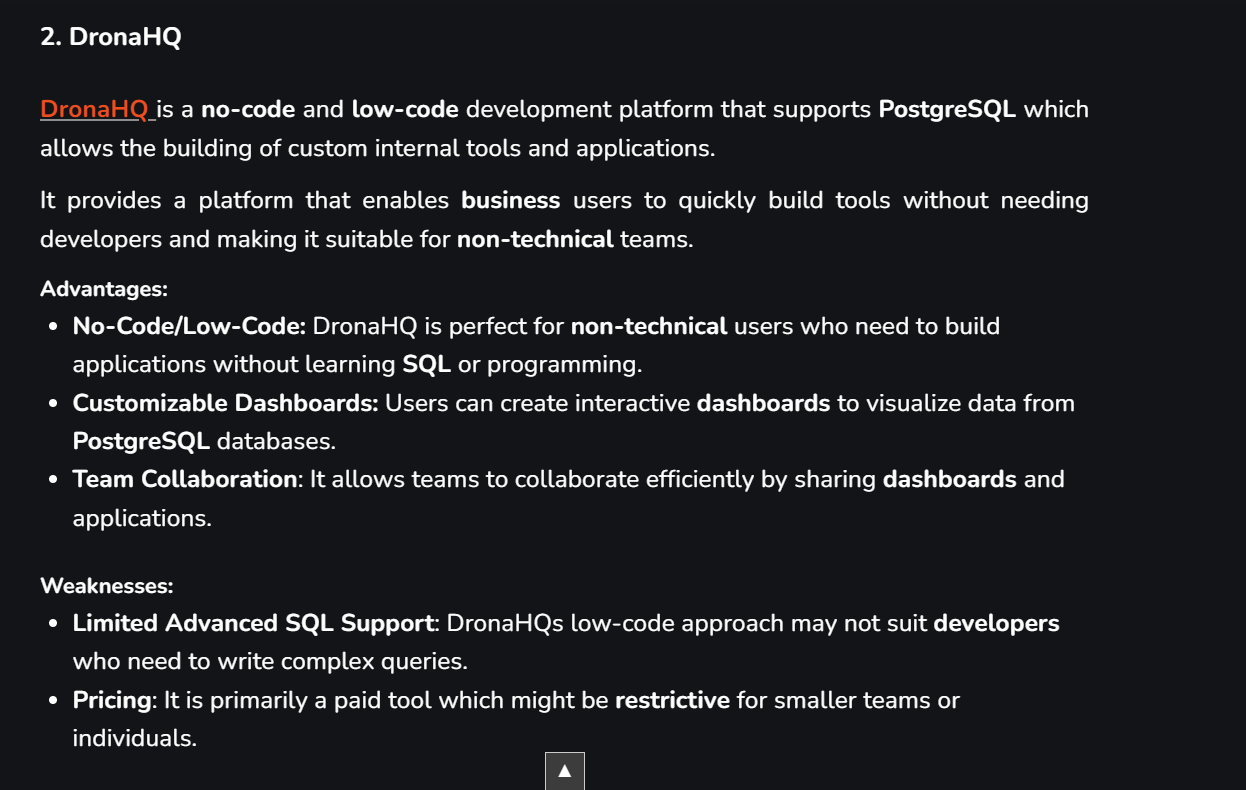 2. DronaHQ
DronaHQ is a no-code and low-code development platform that supports PostgreSQL which
allows the building of custom internal tools and applications.
It provides a platform that enables business users to quickly build tools without needing
developers and making it suitable for non-technical teams.
Advantages:
• No-Code/Low-Code: DronaHQ is perfect for non-technical users who need to build
applications without learning SQL or programming.
• Customizable Dashboards: Users can create interactive dashboards to visualize data from
PostgreSQL databases.
• Team Collaboration: It allows teams to collaborate efficiently by sharing dashboards and
applications.
Weaknesses:
• Limited Advanced SQL Support: DronaHQs low-code approach may not suit developers
who need to write complex queries.
• Pricing: It is primarily a paid tool which might be restrictive for smaller teams or
individuals.